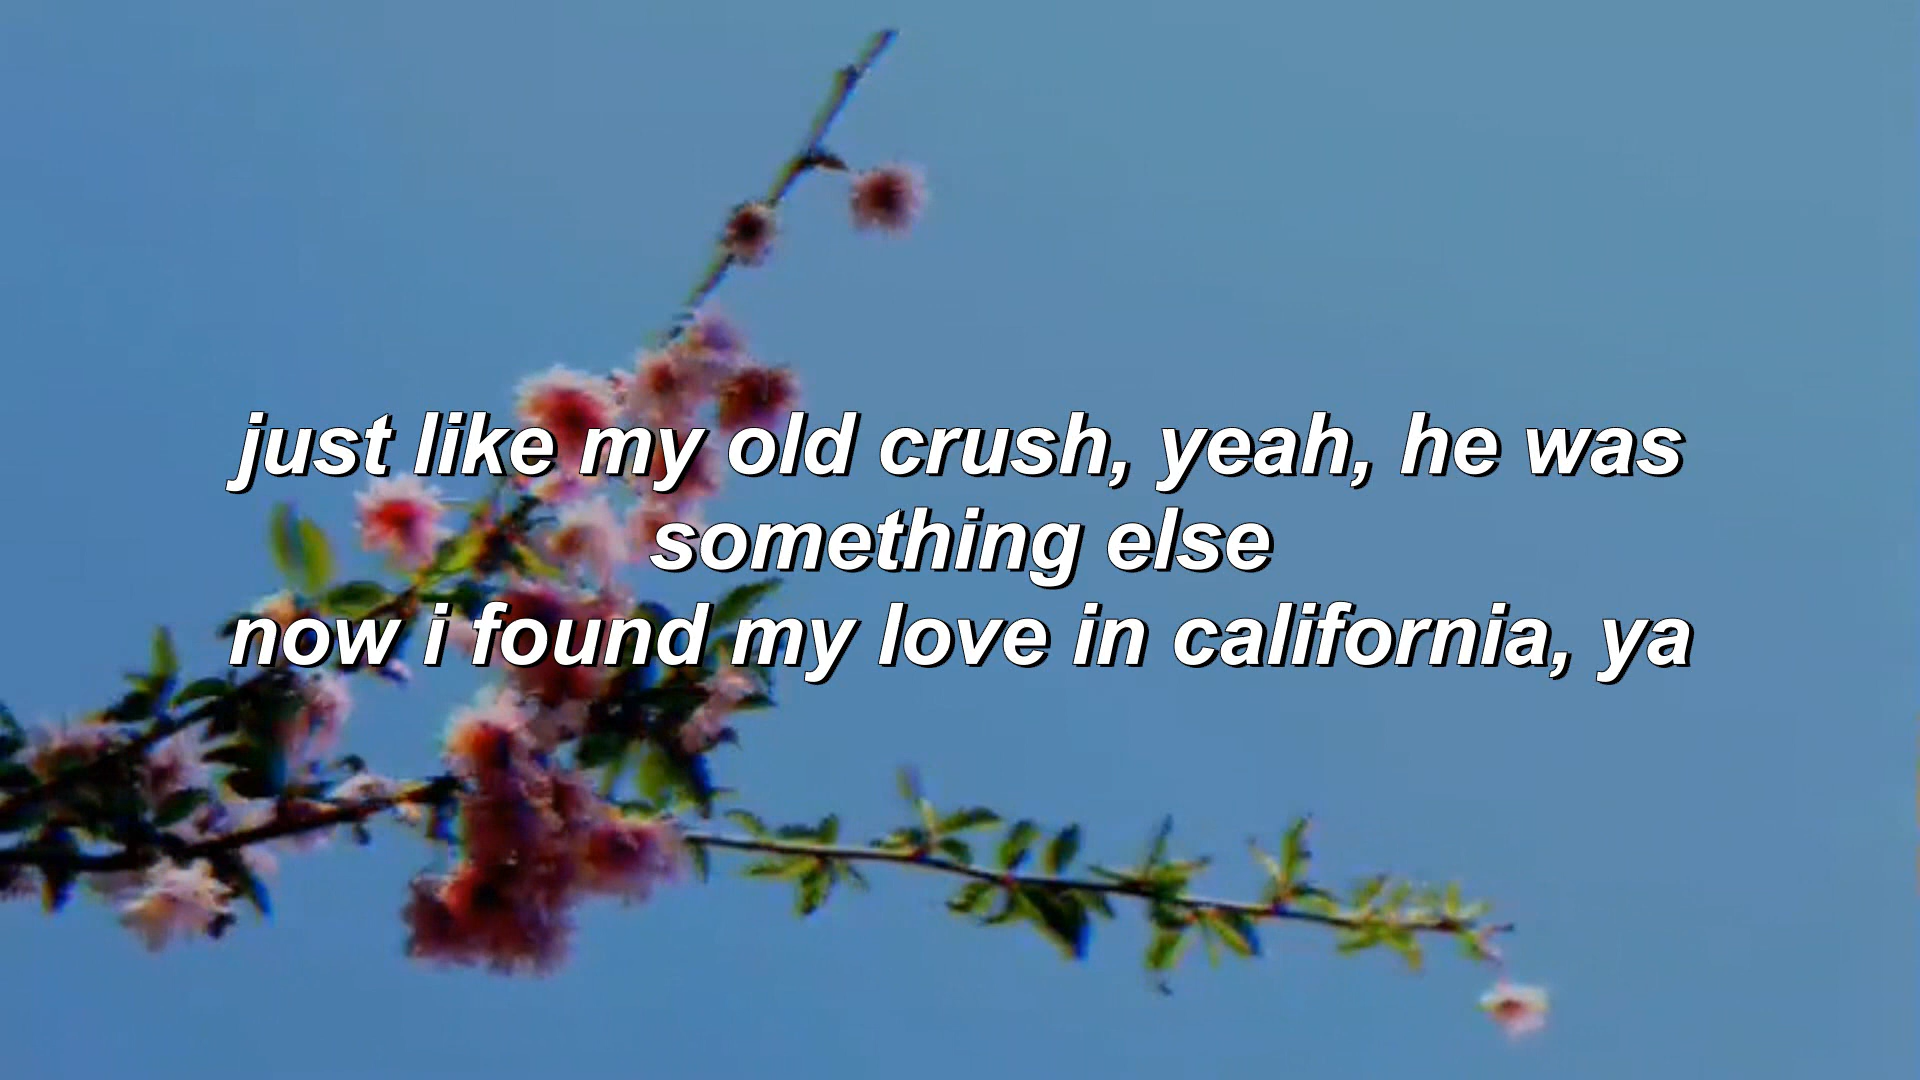 just like my old crush, yeah, he was
something else
now i found my love in california, ya